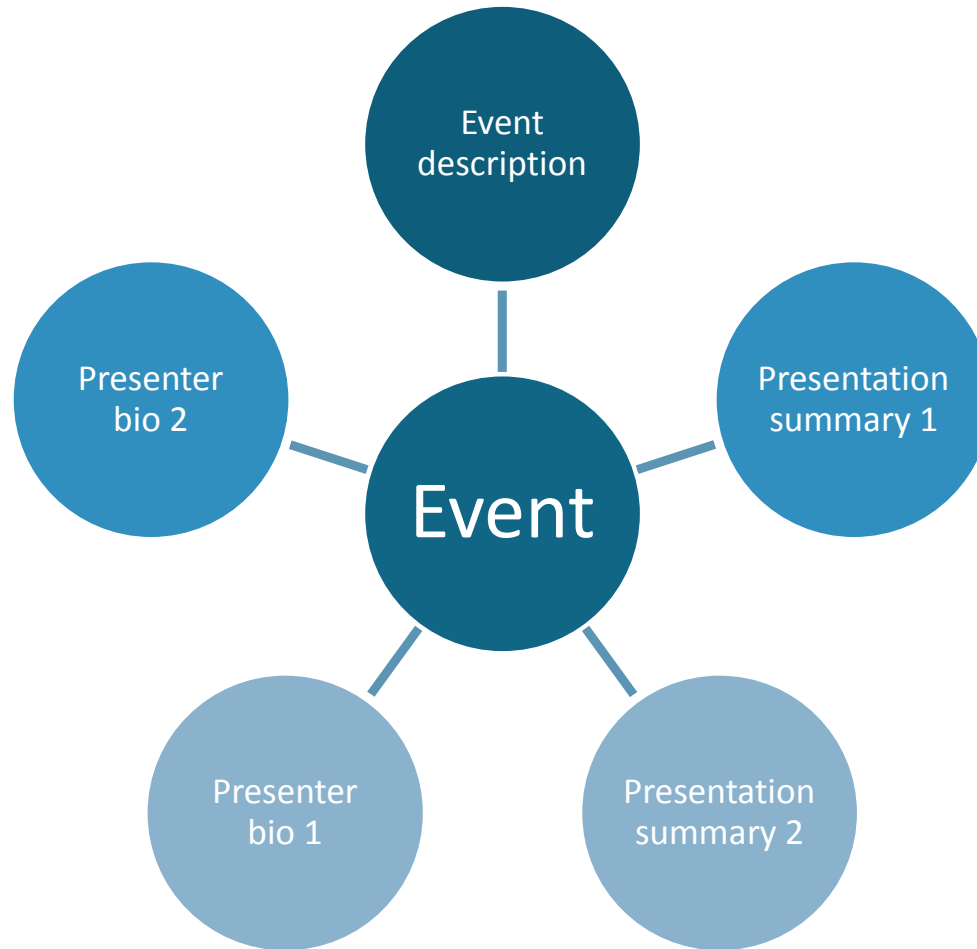 Event
description
Presenter
bio 2
Presentation
summary 1
Event
Presenter
bio 1
Presentation
summary 2